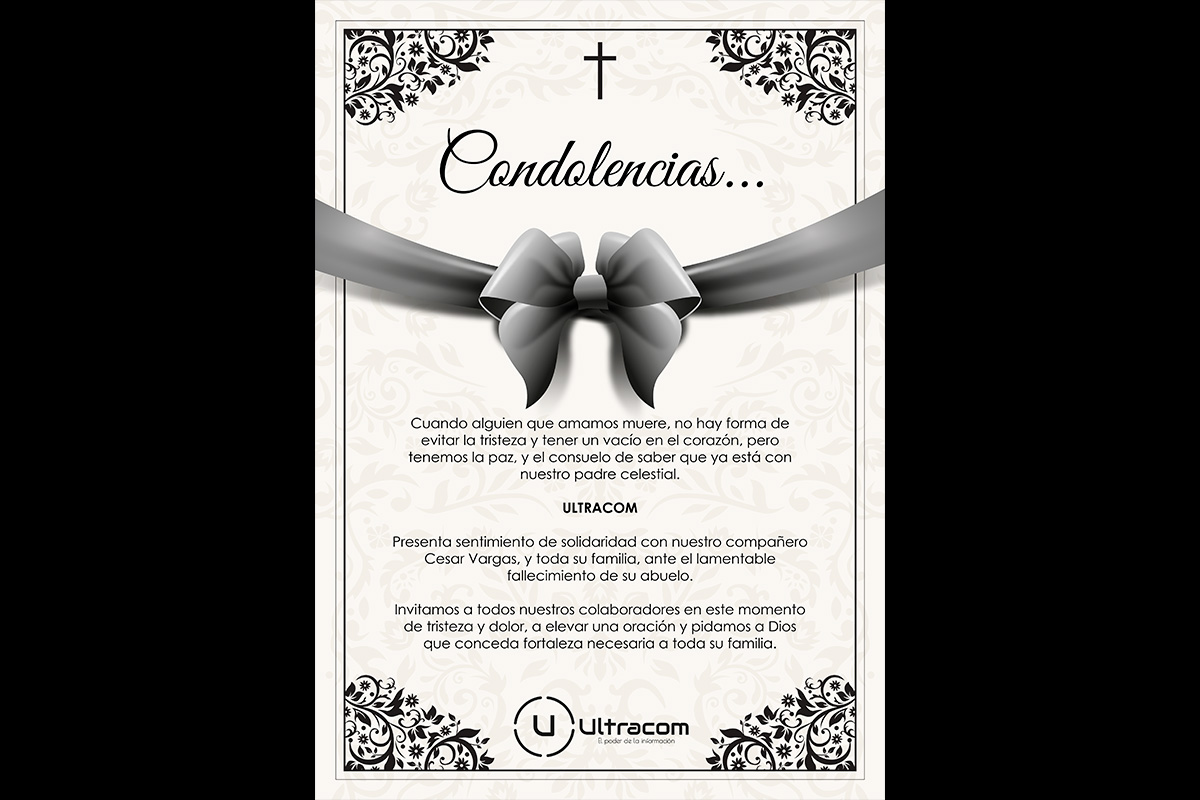 Condolencias...
Cuando alguien que amamos muere, no hay forma de
evitar la tristeza y tener un vacío en el corazón, pero
tenemos la paz, y el consuelo de saber que ya está con
nuestro padre celestial.
ULTRACOM
Presenta sentimiento de solidaridad con nuestro compañero
Cesar Vargas, y toda su familia, ante el lamentable
fallecimiento de su abuelo.
Invitamos a todos nuestros colaboradores en este momento
de tristeza y dolor, a elevar una oración y pidamos a Dios
que conceda fortaleza necesaria a toda su familia.
U Ultracom
El poder de la información